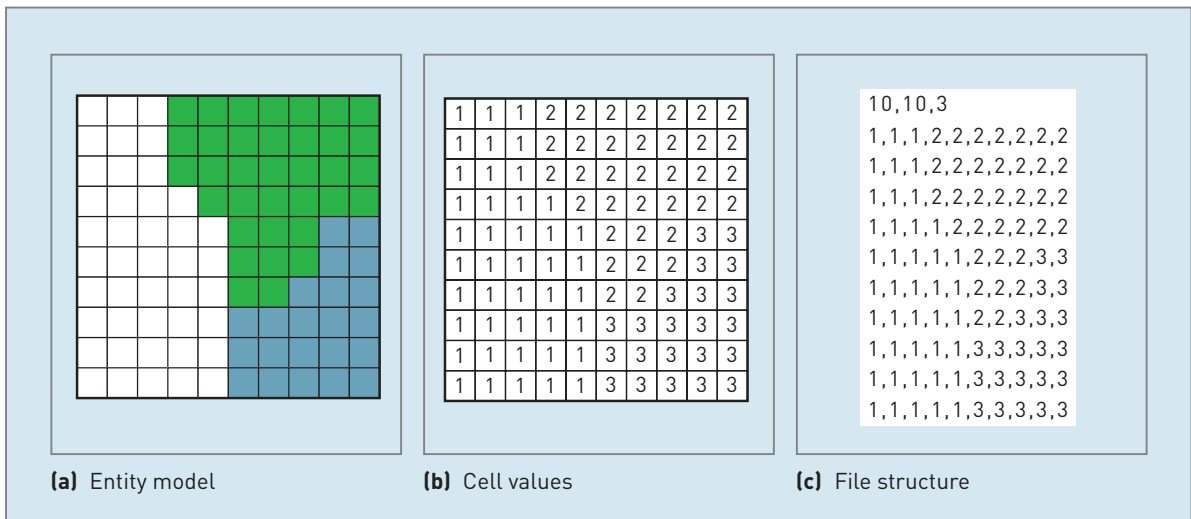 1 1 1 2 2 2 2 2 2 2
1 1 1 2 2 2 2 2 2 2
1 1 1 2 2 2 2 2 2 2
1 1 1 1 2 2 2 2 2 2
1 1 1 1 1 2 2 2 3 3
1 1 1 1 1 2 2 2 3 3
1 1 1 1 1 2 2 3 3 3
1 1 1 1 1 3 3 3 3 3
1 1 1 1 1 3 3 3 3 3
1 1 1 1 1 3 3 3 3 3
10,10,3
1,1,1,2,2,2,2,2,2,2
1,1,1,2,2,2,2,2,2,2
1,1,1,2,2,2,2,2,2,2
1,1,1,1,2,2,2,2,2,2
1,1,1,1,1,2,2,2,3,3
1,1,1,1,1,2,2,2,3,3
1,1,1,1,1,2,2,3,3,3
1,1,1,1,1,3,3,3,3,3
1,1,1,1,1,3,3,3,3,3
1,1,1,1,1,3,3,3,3,3
(a) Entity model
(b) Cell values
(c) File structure